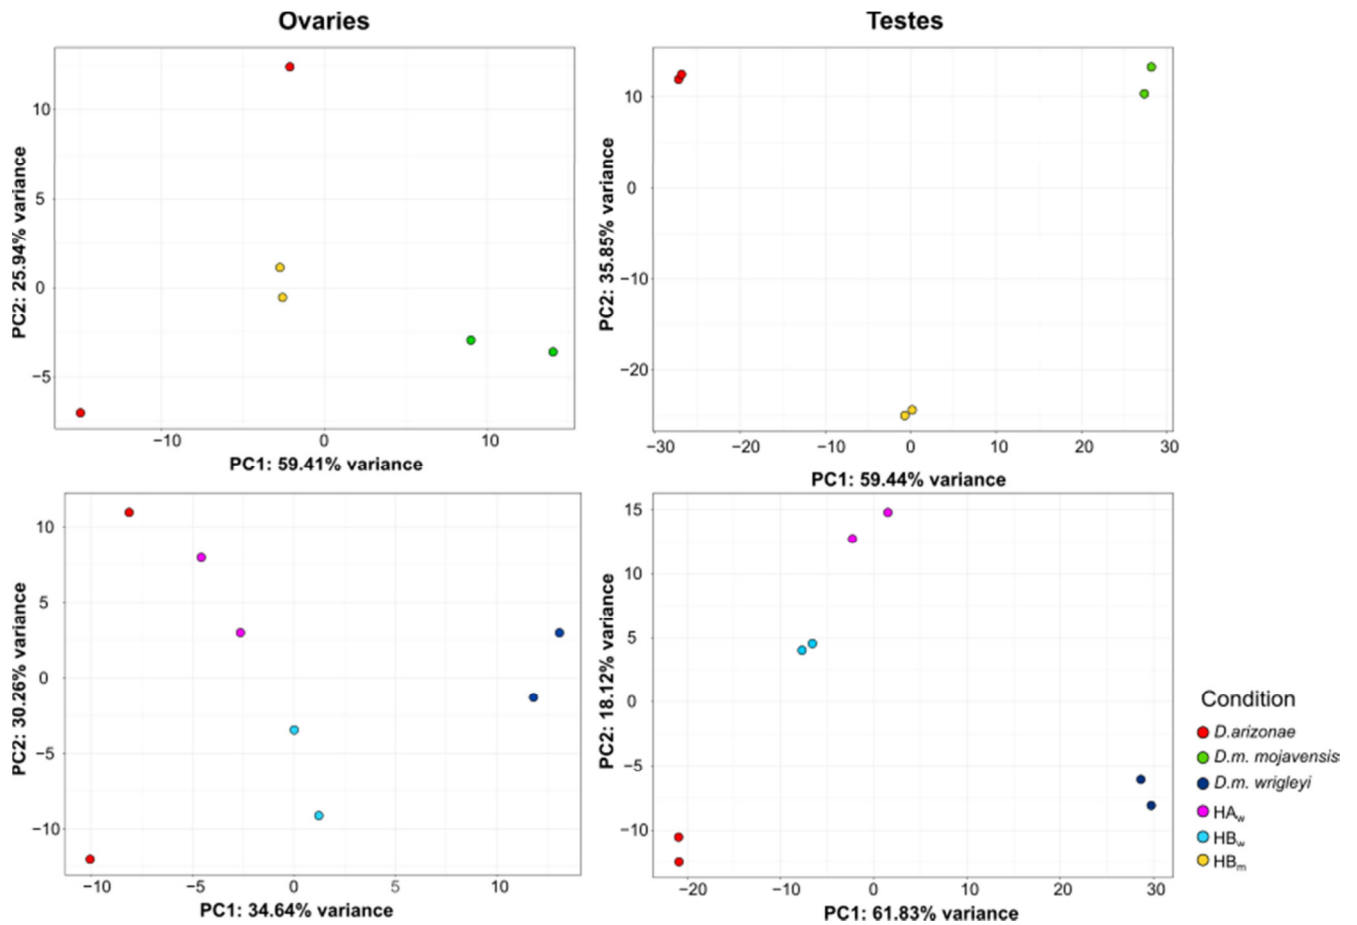 Ovaries
Testes
10
5
0
−5
PC2: 25.94% variance
−10
0
10
PC1: 59.41% variance
10
0
−10
−20
PC2: 35.85% variance
−30
−20
−10
0
10
20
30
PC1: 59.44% variance
10
5
0
−5
−10
PC2: 30.26% variance
−10
−5
0
5
10
PC1: 34.64% variance
15
10
5
0
−5
−10
PC2: 18.12% variance
−20
−10
0
10
20
30
PC1: 61.83% variance
Condition
D.arizonae
D.m. mojavensis
D.m. wrigleyi
HAw
HBw
HBm